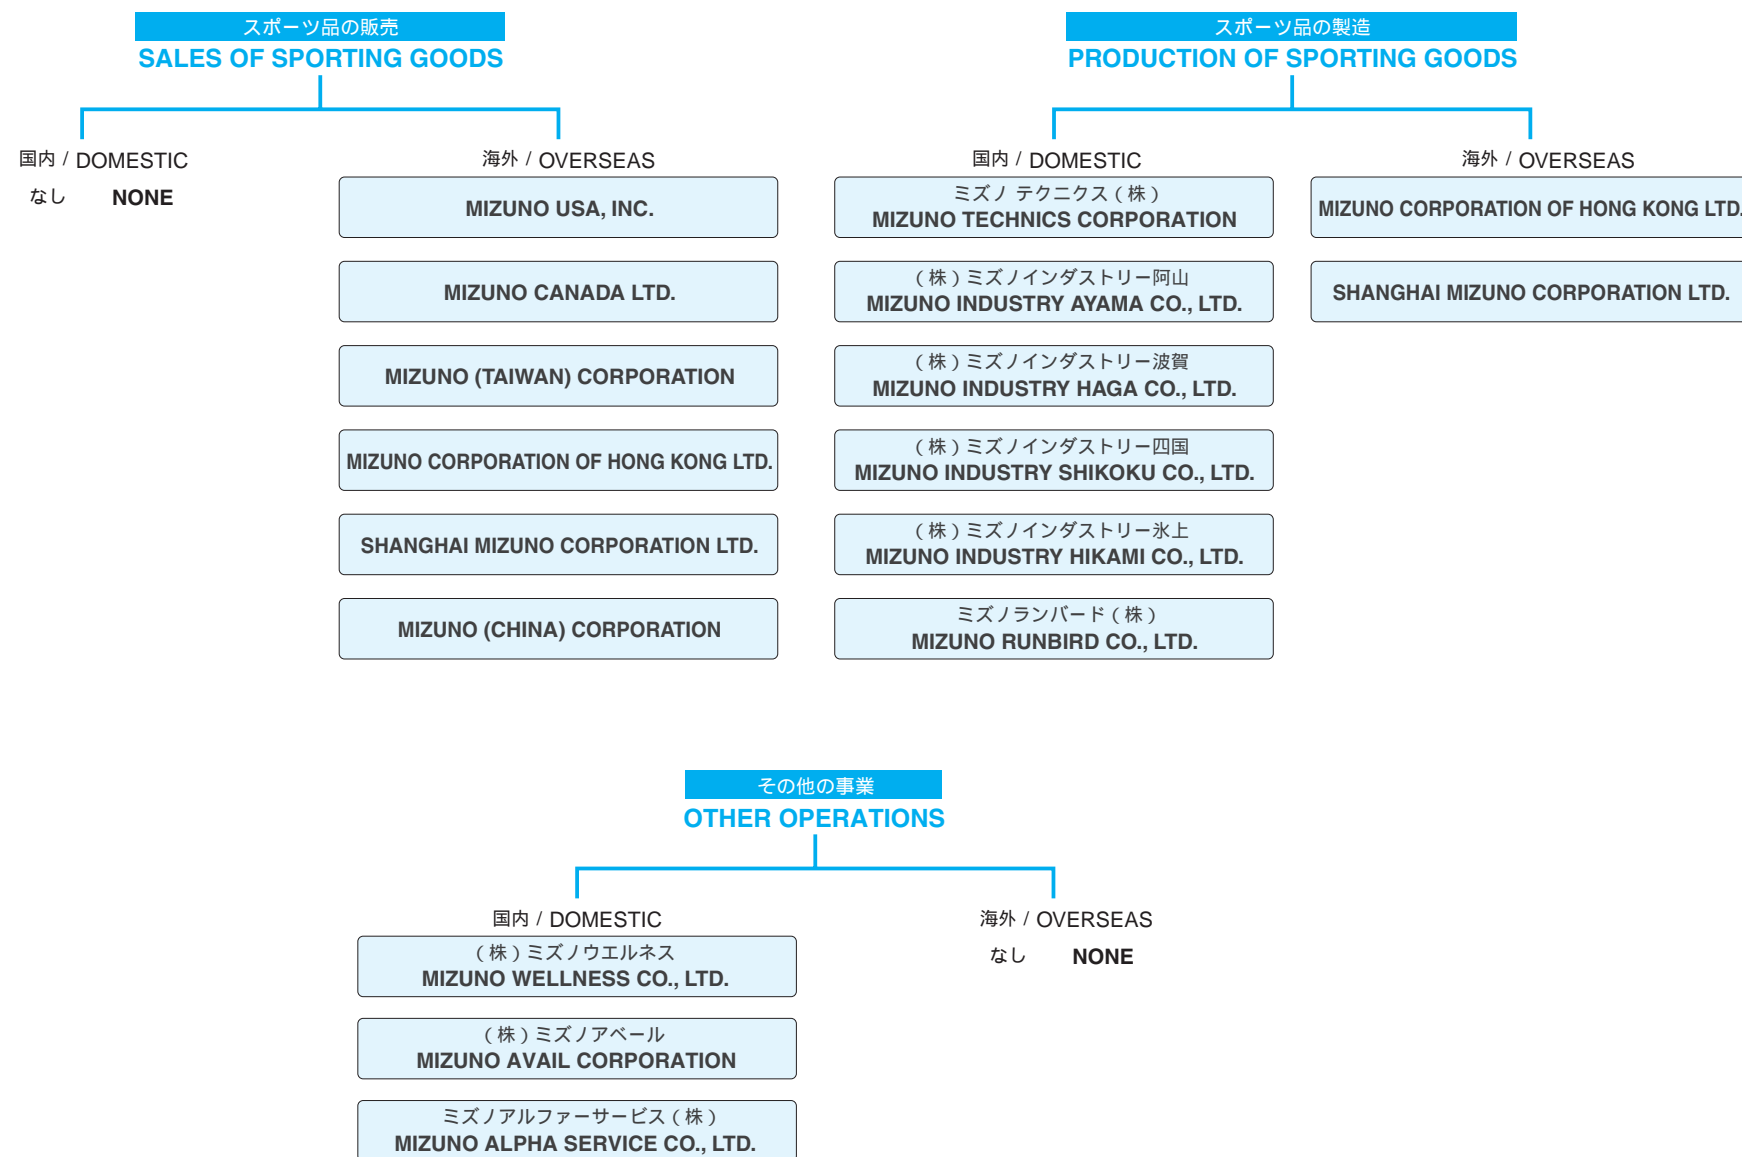 スポーツ品の販売
SALES OF SPORTING GOODS
国内 / DOMESTIC
なし NONE
海外 / OVERSEAS
MIZUNO USA, INC.
MIZUNO CANADA LTD.
MIZUNO (TAIWAN) CORPORATION
MIZUNO CORPORATION OF HONG KONG LTD.
SHANGHAI MIZUNO CORPORATION LTD.
MIZUNO (CHINA) CORPORATION
スポーツ品の製造
PRODUCTION OF SPORTING GOODS
国内 / DOMESTIC
ミズノ テクニクス（株）
MIZUNO TECHNICS CORPORATION
（株）ミズノインダストリー阿山
MIZUNO INDUSTRY AYAMA CO., LTD.
（株）ミズノインダストリー波賀
MIZUNO INDUSTRY HAGA CO., LTD.
（株）ミズノインダストリー四国
MIZUNO INDUSTRY SHIKOKU CO., LTD.
（株）ミズノインダストリー氷上
MIZUNO INDUSTRY HIKAMI CO., LTD.
ミズノランバード（株）
MIZUNO RUNBIRD CO., LTD.
海外 / OVERSEAS
MIZUNO CORPORATION OF HONG KONG LTD.
SHANGHAI MIZUNO CORPORATION LTD.
その他の事業
OTHER OPERATIONS
国内 / DOMESTIC
（株）ミズノウエルネス
MIZUNO WELLNESS CO., LTD.
（株）ミズノアベール
MIZUNO AVAIL CORPORATION
ミズノアルファーサービス（株）
MIZUNO ALPHA SERVICE CO., LTD.
海外 / OVERSEAS
なし NONE